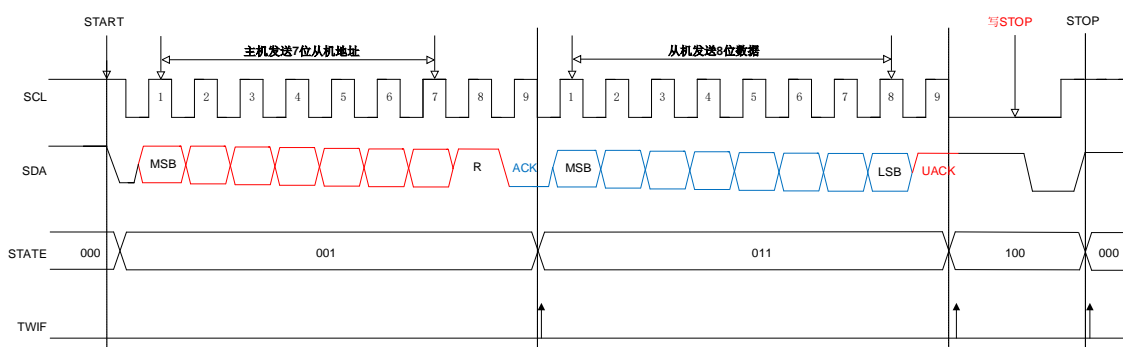 START 写STOP STOP
主机发送7位从机地址 从机发送8位数据
SCL 1 2 3 4 5 6 7 8 9 1 2 3 4 5 6 7 8 9
SDA MSB R ACK MSB LSB UACK
STATE 000 001 011 100 000
TWIF